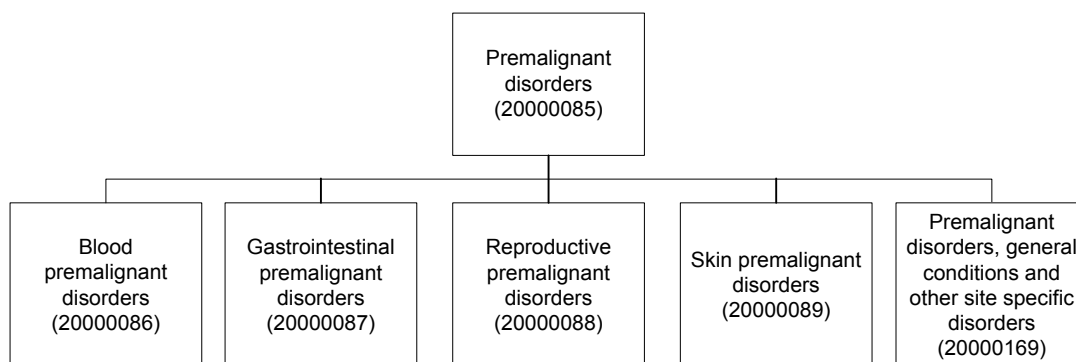 Premalignant
disorders
(20000085)
Blood
premalignant
disorders
(20000086)
Gastrointestinal
premalignant
disorders
(20000087)
Reproductive
premalignant
disorders
(20000088)
Skin premalignant
disorders
(20000089)
Premalignant
disorders, general
conditions and
other site specific
disorders
(20000169)